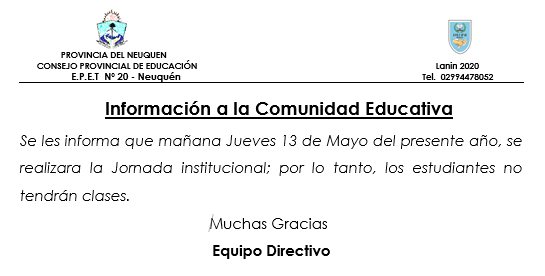 PROVINCIA DEL NEUQUEN
CONSEJO PROVINCIAL DE EDUCACIÓN
E.P.E.T Nº 20 - Neuquén
Lanin 2020
Tel. 02994478052
Información a la Comunidad Educativa
Se les informa que mañana Jueves 13 de Mayo del presente año, se
realizara la Jornada institucional; por lo tanto, los estudiantes no
tendrán clases.
Muchas Gracias
Equipo Directivo